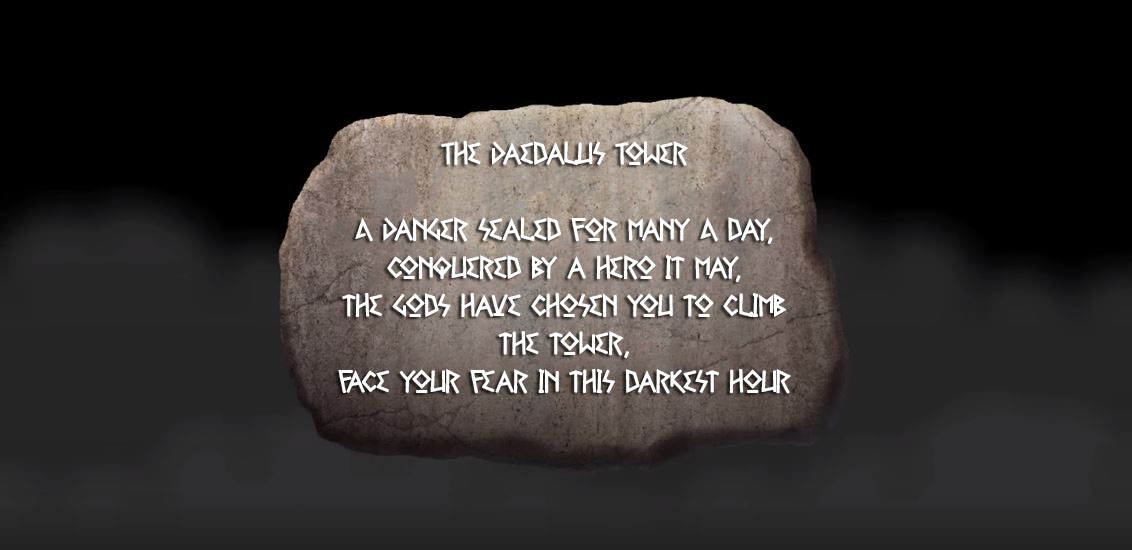 THE DAEDALUS TOWER
A DANGER SEALED FOR MANY A DAY,
CONQUERED BY A HERO IT MAY,
THE GODS HAVE CHOSEN YOU TO CLIMB
THE TOWER,
FACE YOUR FEAR IN THIS DARKEST HOUR